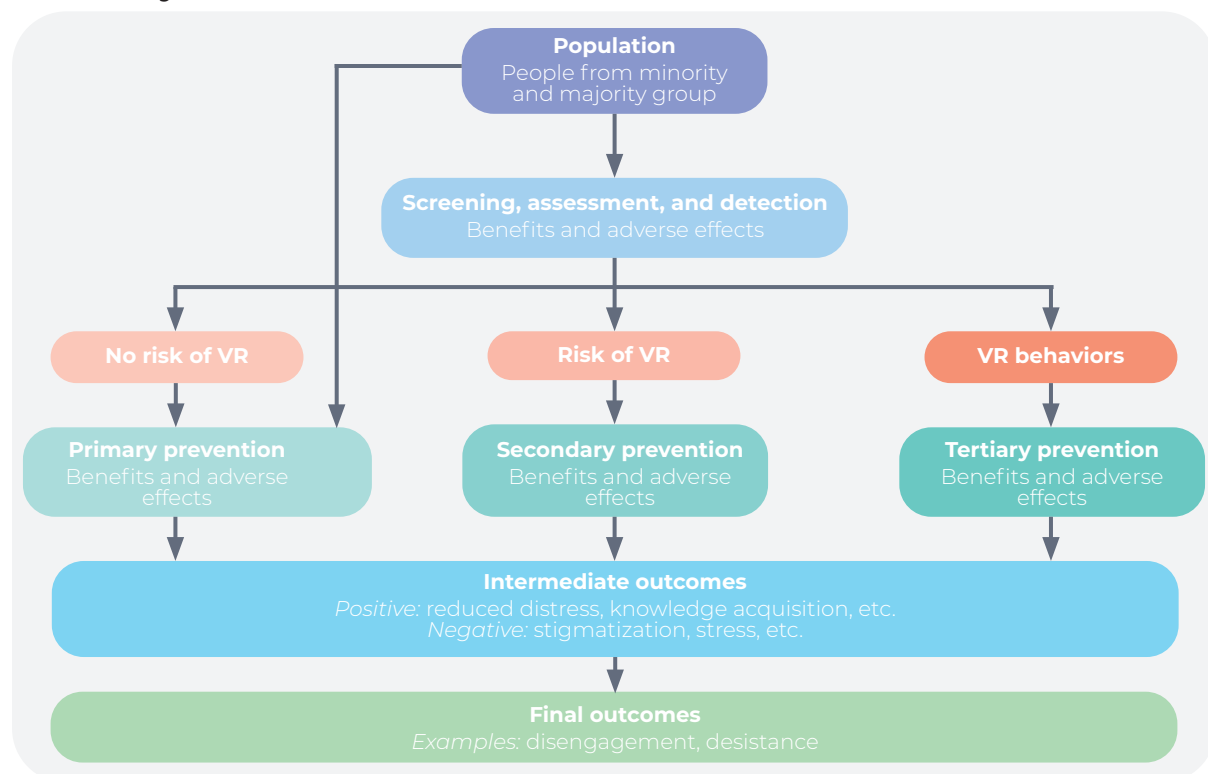 Population
People from minority
and majority group
Screening, assessment, and detection
Benefits and adverse effects
No risk of VR
Risk of VR
VR behaviors
Primary prevention
Benefits and adverse
effects
Secondary prevention
Benefits and adverse
effects
Tertiary prevention
Benefits and adverse
effects
Intermediate outcomes
Positive: reduced distress, knowledge acquisition, etc.
Negative: stigmatization, stress, etc.
Final outcomes
Examples: disengagement, desistance